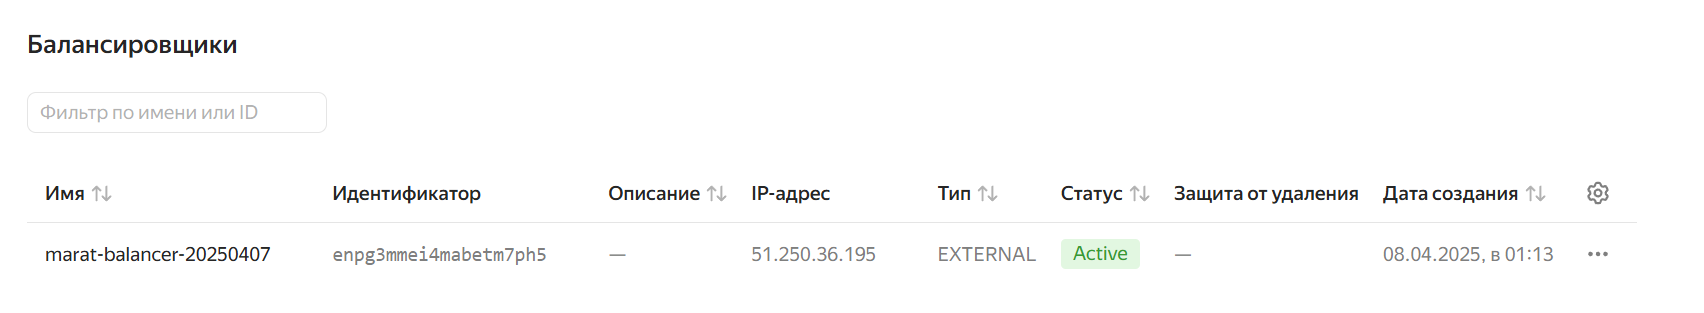 Балансировщики
Фильтр по имени или ID
Имя Идентификатор Описание IP-адрес Тип Статус Защита от удаления Дата создания
marat-balancer-20250407 enpg3mmei4mabetm7ph5 — 51.250.36.195 EXTERNAL Active — 08.04.2025, в 01:13